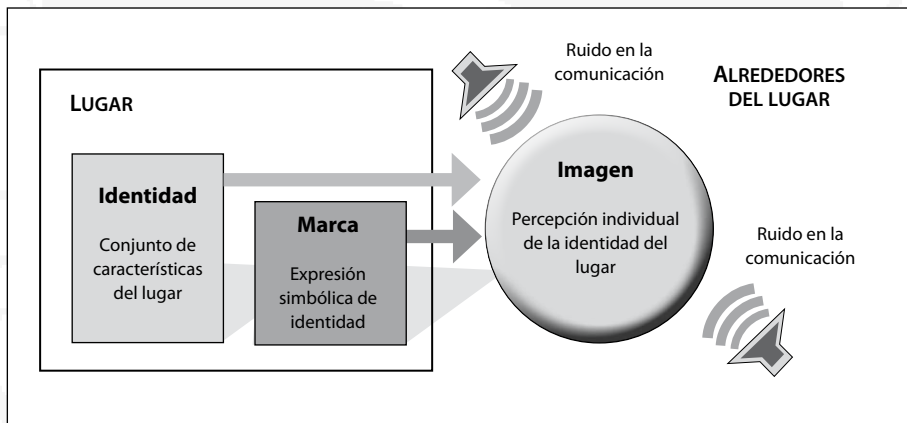 Ruido en la
comunicación
ALREDEDORES
DEL LUGAR
LUGAR
Identidad
Conjunto de
características
del lugar
Marca
Expresión
simbólica de
identidad
Imagen
Percepción individual
de la identidad del
lugar
Ruido en la
comunicación